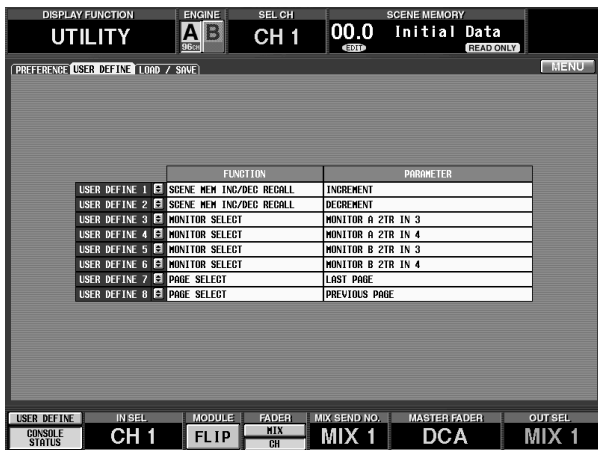 DISPLAY FUNCTION ENGINE SEL CH SCENE MEMORY
UTILITY A B CH 1 00.0 Initial Data
96CH EDIT READ ONLY
PREFERENCE USER DEFINE LOAD / SAVE MENU
FUNCTION PARAMETER
USER DEFINE 1 SCENE MEM INC/DEC RECALL INCREMENT
USER DEFINE 2 SCENE MEM INC/DEC RECALL DECREMENT
USER DEFINE 3 MONITOR SELECT MONITOR A 2TR IN 3
USER DEFINE 4 MONITOR SELECT MONITOR A 2TR IN 4
USER DEFINE 5 MONITOR SELECT MONITOR B 2TR IN 3
USER DEFINE 6 MONITOR SELECT MONITOR B 2TR IN 4
USER DEFINE 7 PAGE SELECT LAST PAGE
USER DEFINE 8 PAGE SELECT PREVIOUS PAGE
USER DEFINE IN SEL MODULE FADER MIX SEND NO. MASTER FADER OUT SEL
CONSOLE STATUS CH 1 FLIP MIX CH MIX 1 DCA MIX 1